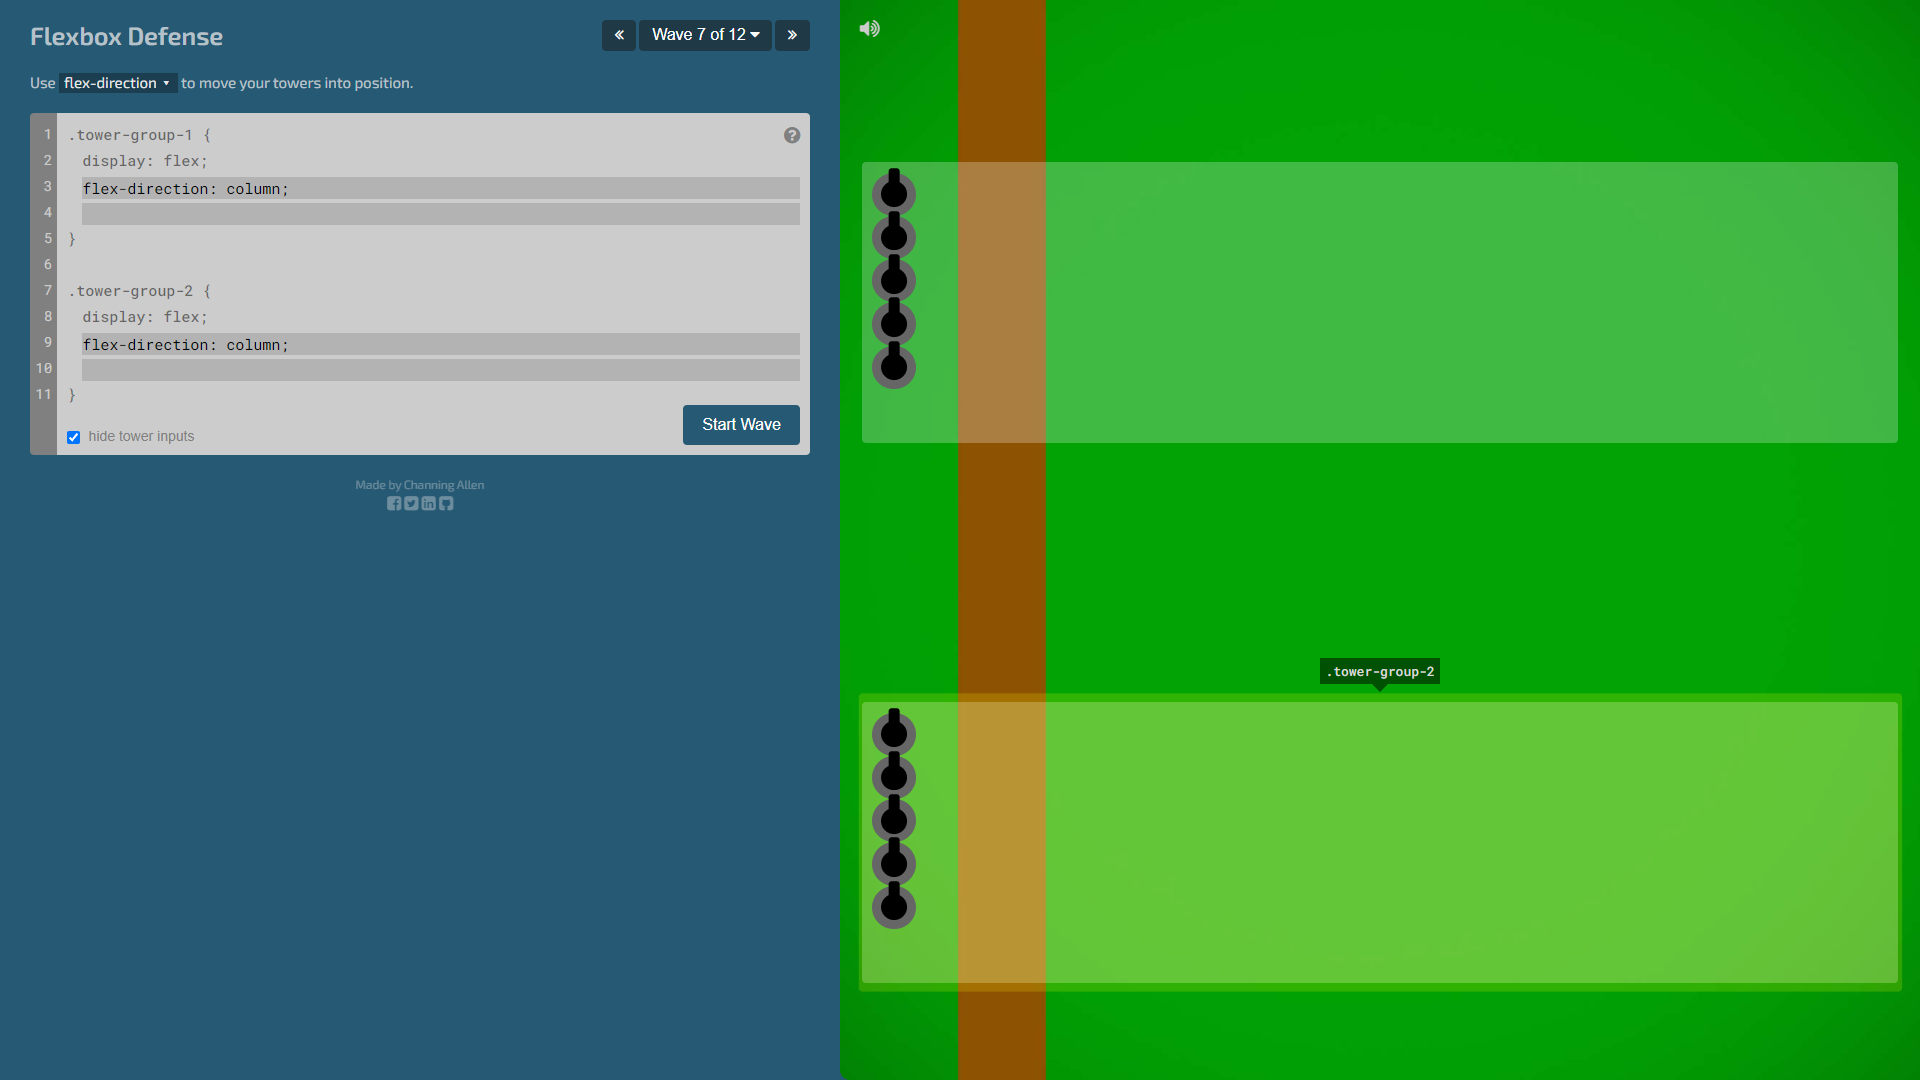 Flexbox Defense
« Wave 7 of 12 »
Use flex-direction to move your towers into position.
1 .tower-group-1 {
2 display: flex;
3 flex-direction: column;
4
5 }
6
7 .tower-group-2 {
8 display: flex;
9 flex-direction: column;
10
11 }
hide tower inputs
Start Wave
Made by Channing Allen
.tower-group-2